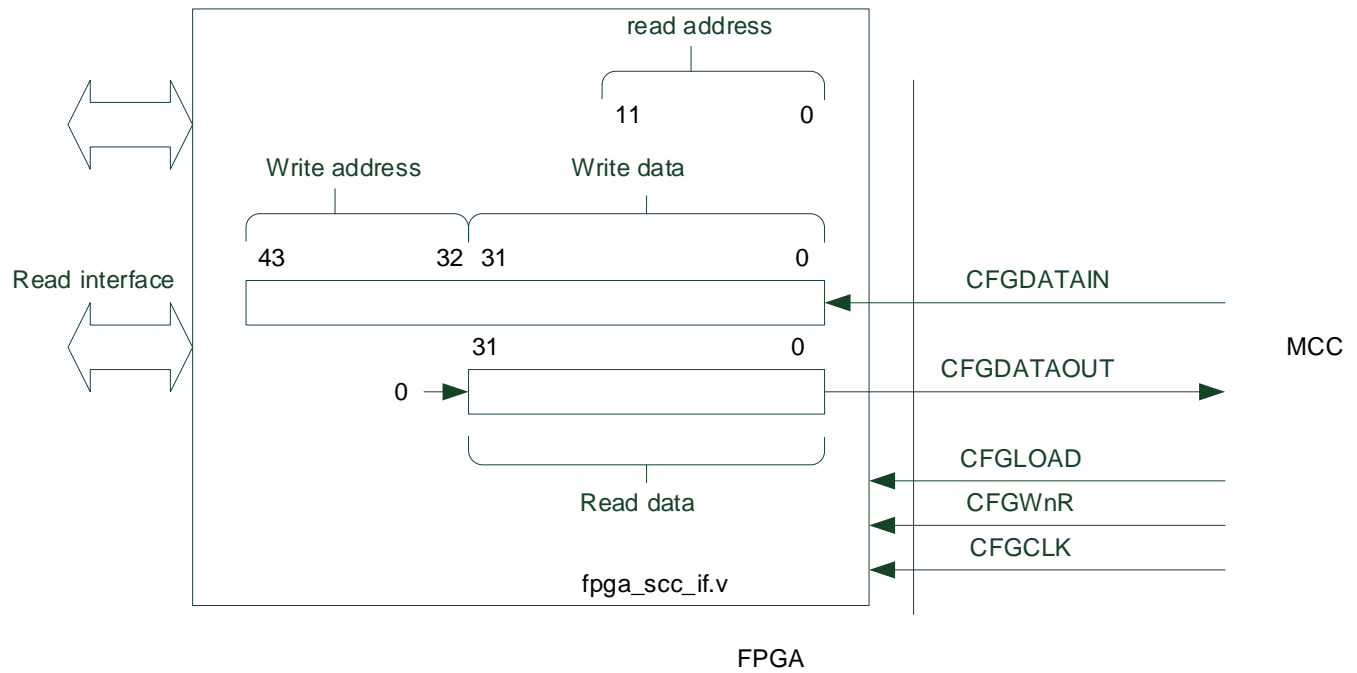 read address
11 0
Write address Write data
43 32 31 0
Read interface
CFGDATAIN
31 0
MCC
CFGDATAOUT
0
CFGLOAD
Read data
CFGWnR
CFGCLK
fpga_scc_if.v
FPGA